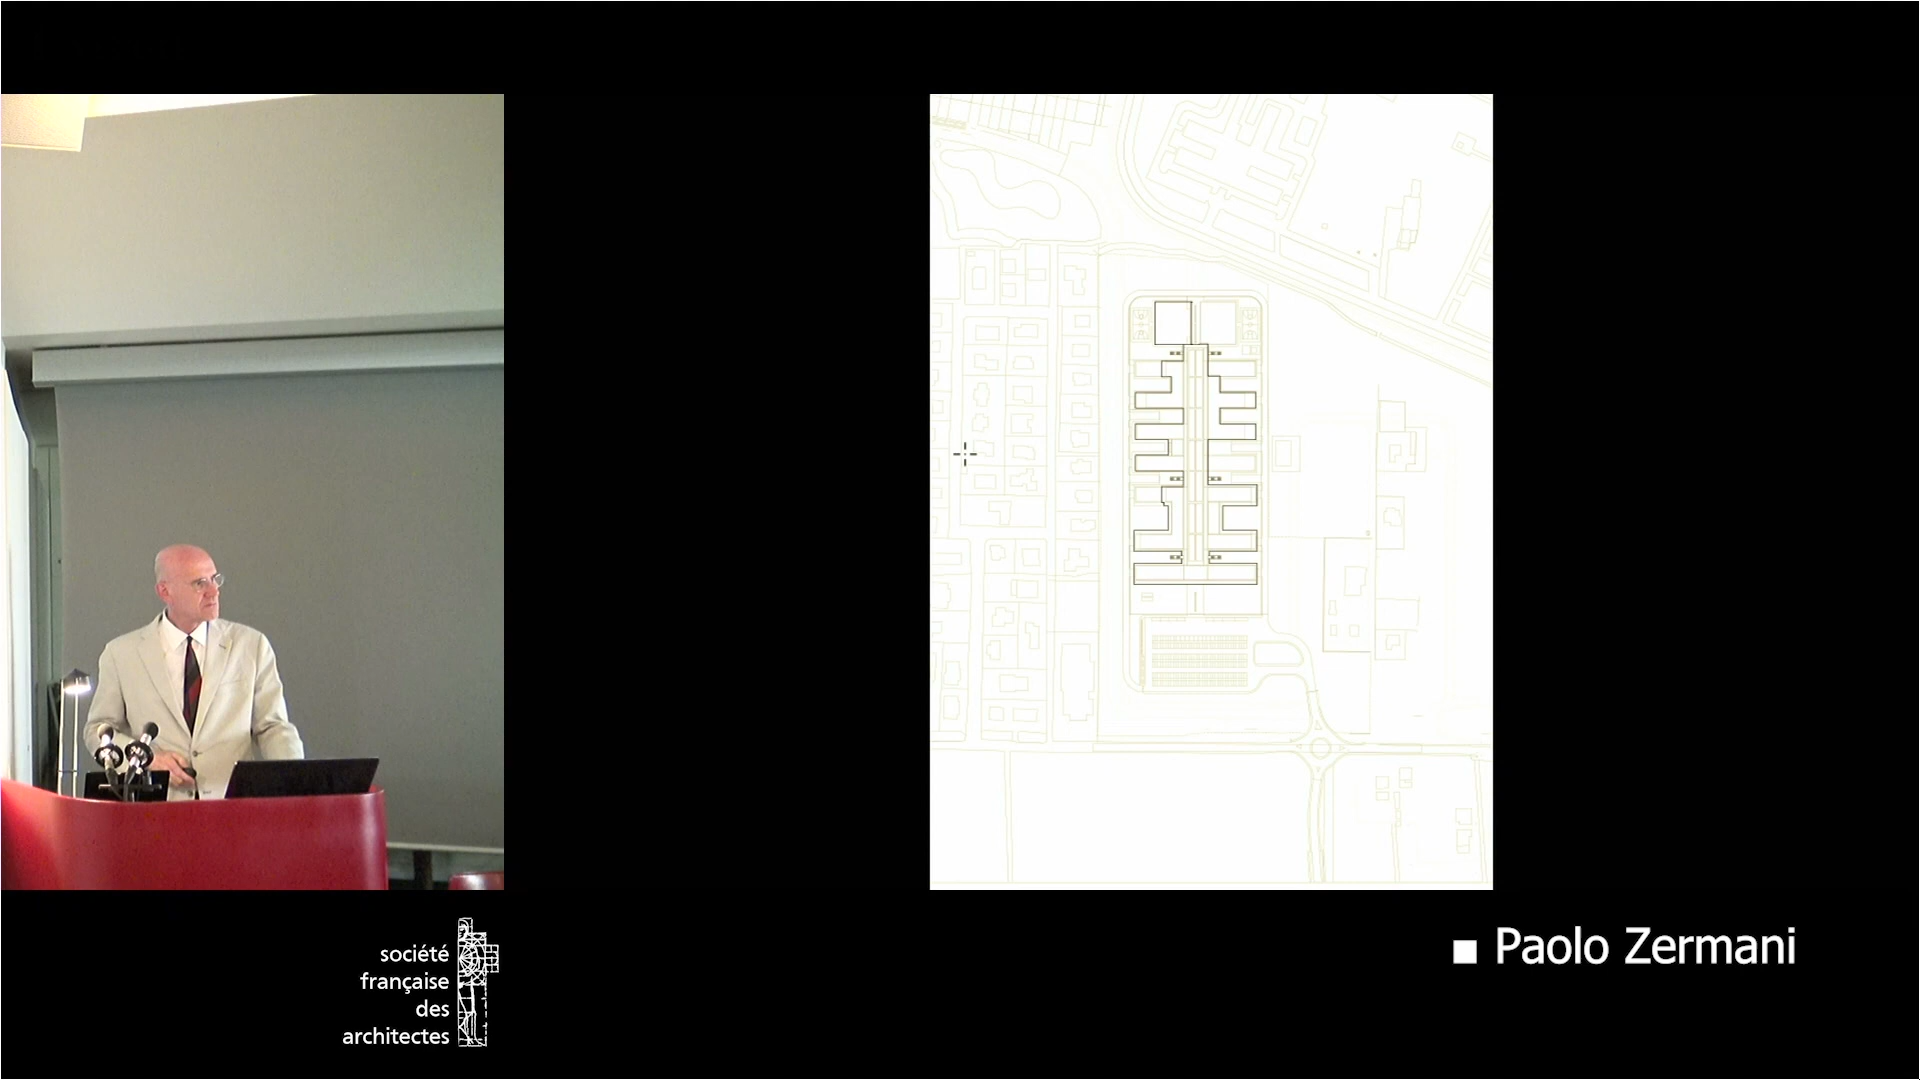 société
française
des
architectes
Paolo Zermani